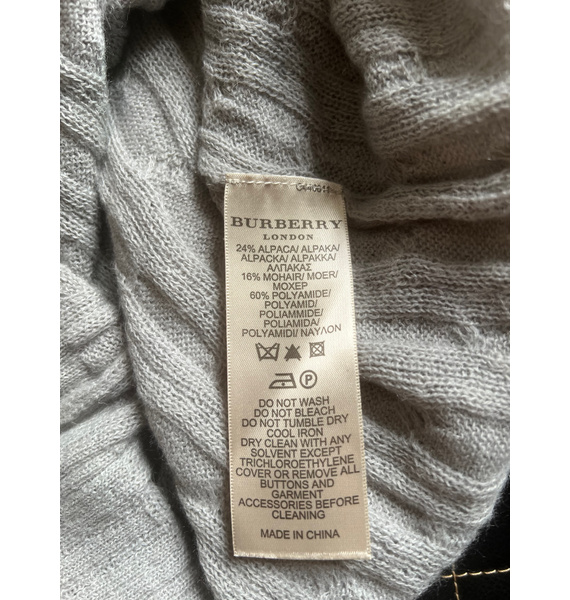 BURBERRY
LONDON
24% ALPACA/ ALPAKA/
ALPACKA/ ALPAKKA/
ΑΛΠΑΚΑΣ
16% MOHAIR/ MOER/
MOXEP
60% POLYAMIDE/
POLYAMID/
POLIAMMIDE/
POLIAMIDA/
POLYAMIDI/ ΝΑΥΛΟΝ
P
DO NOT WASH
DO NOT BLEACH
DO NOT TUMBLE DRY
COOL IRON
DRY CLEAN WITH ANY
SOLVENT EXCEPT
TRICHLOROETHYLENE
COVER OR REMOVE ALL
BUTTONS AND
GARMENT
ACCESSORIES BEFORE
CLEANING
MADE IN CHINA